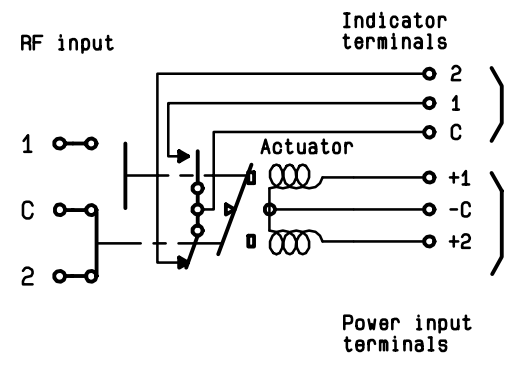 Indicator
terminals
RF input
2
1
C
1
Actuator
+1
C
-C
+2
2
Power input
terminals